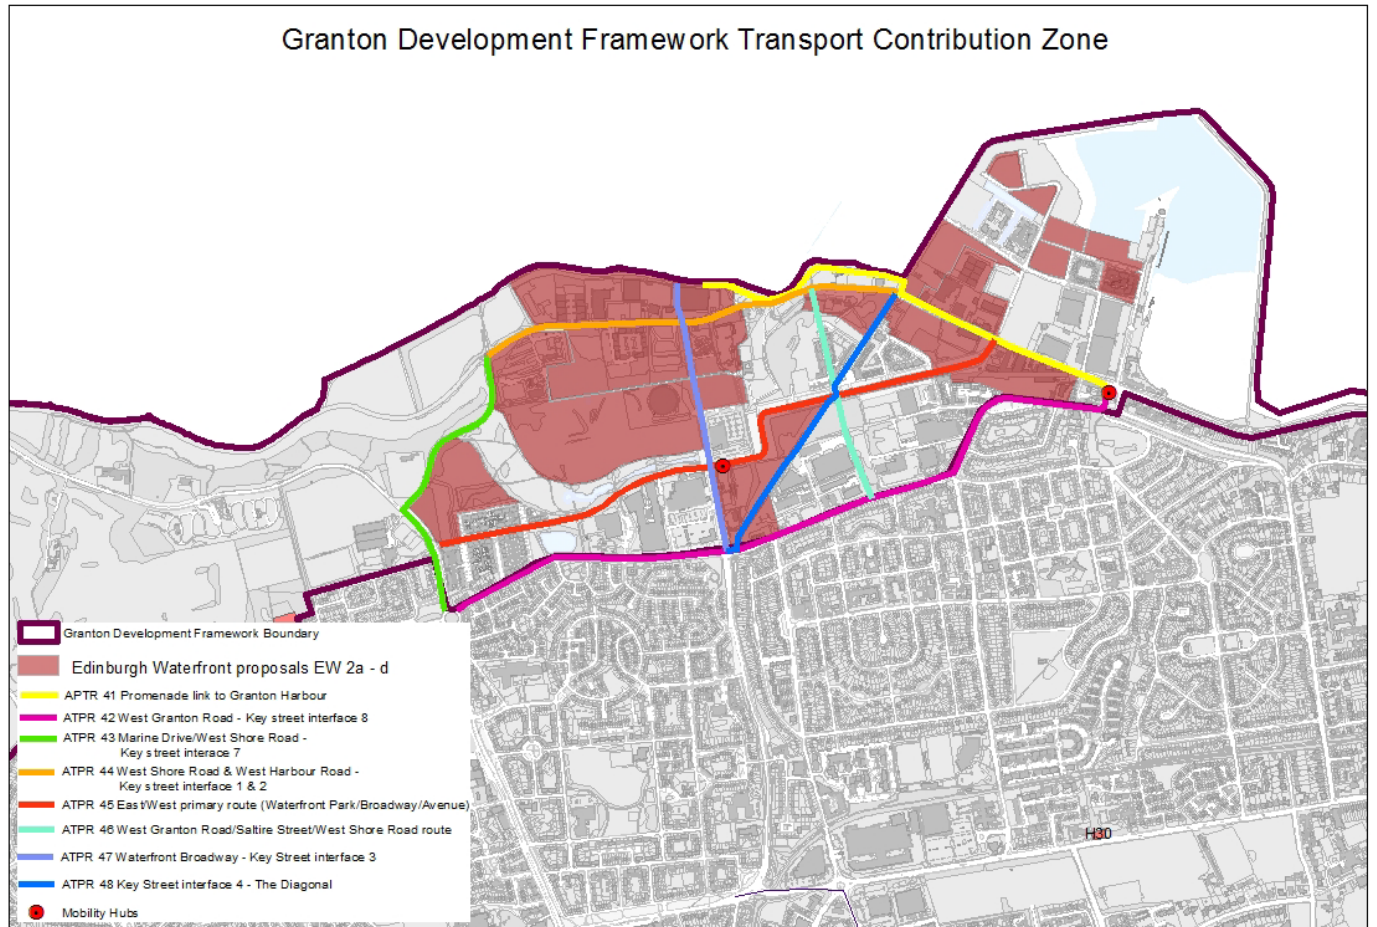 Granton Development Framework Transport Contribution Zone
H30
Granton Development Framework Boundary
Edinburgh Waterfront proposals EW 2a - d
APTR 41 Promenade link to Granton Harbour
ATPR 42 West Granton Road - Key street interface 8
ATPR 43 Marine Drive/West Shore Road -
Key street interace 7
ATPR 44 West Shore Road & West Harbour Road -
Key street interface 1 & 2
ATPR 45 East/West primary route (Waterfront Park/Broadway/Avenue)
ATPR 46 West Granton Road/Saltire Street/West Shore Road route
ATPR 47 Waterfront Broadway - Key Street interface 3
ATPR 48 Key Street interface 4 - The Diagonal
Mobility Hubs